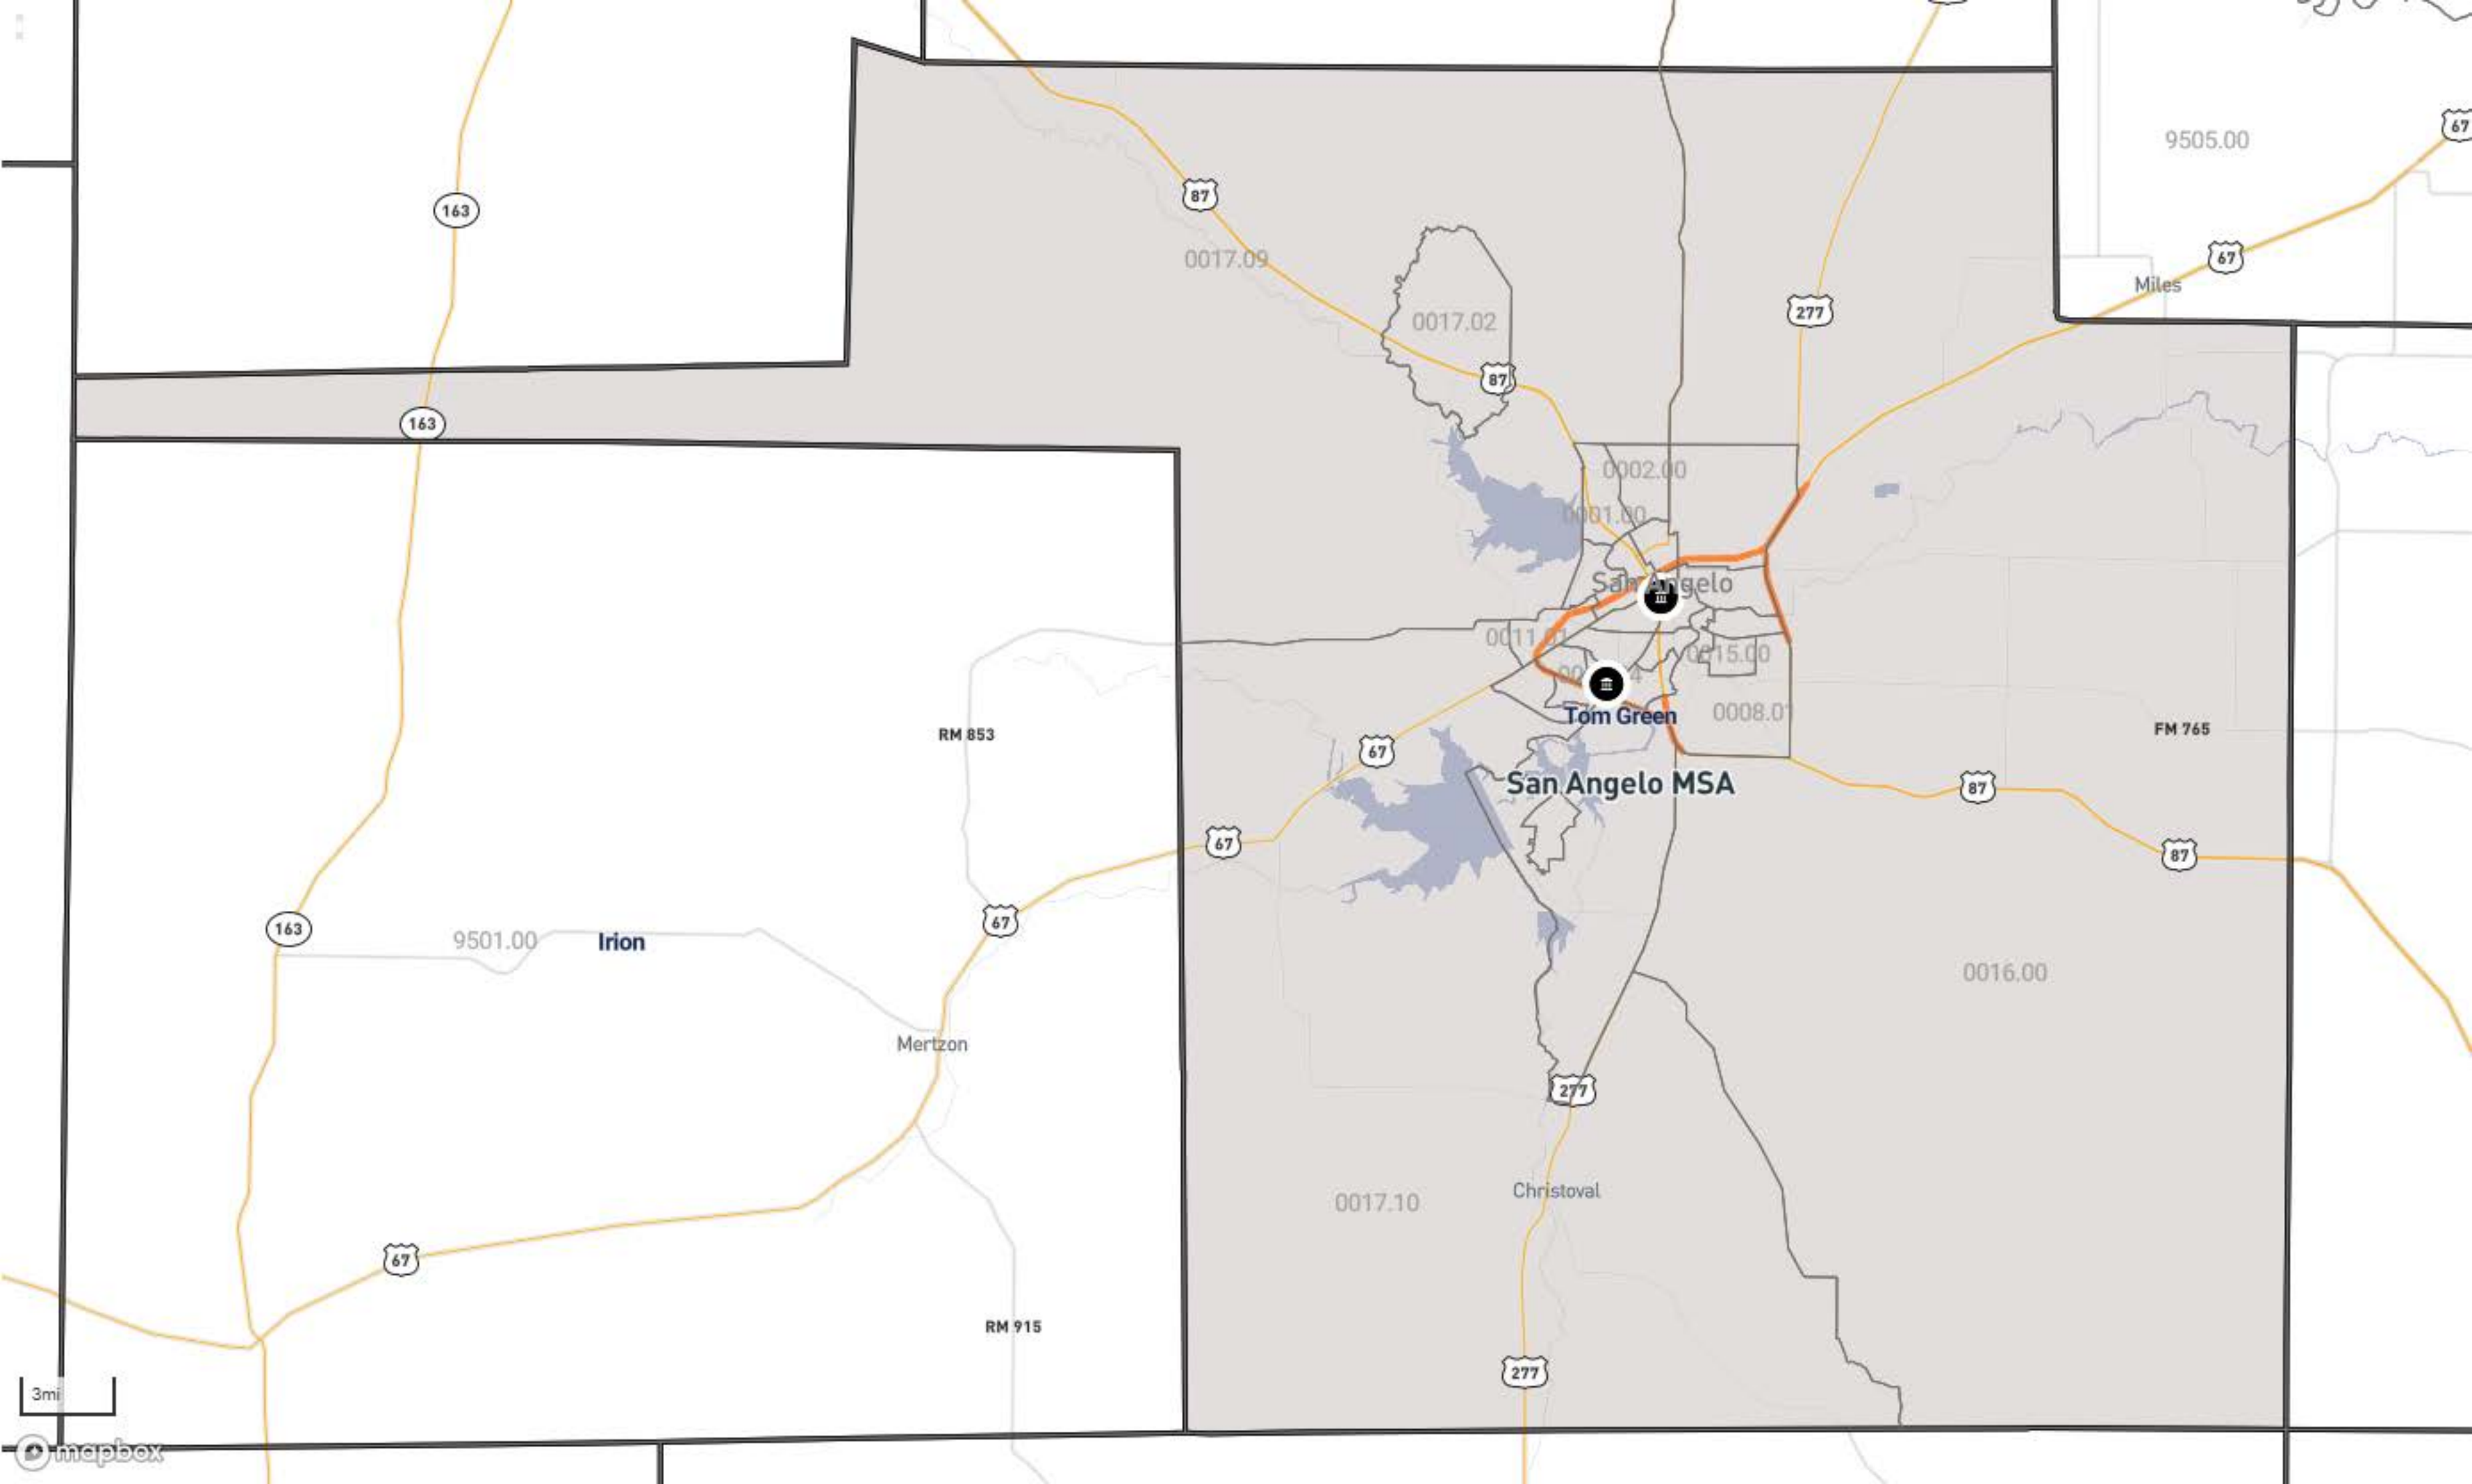 163
87
9505.00
67
0017.09
67
Miles
277
0017.02
87
163
0002.00
0001.00
San Angelo
0011.01
0015.00
Tom Green
0008.01
RM 853
67
FM 765
San Angelo MSA
87
67
87
67
163
9501.00
Irion
0016.00
Mertzon
277
Christoval
0017.10
67
RM 915
277
3mi
mapbox